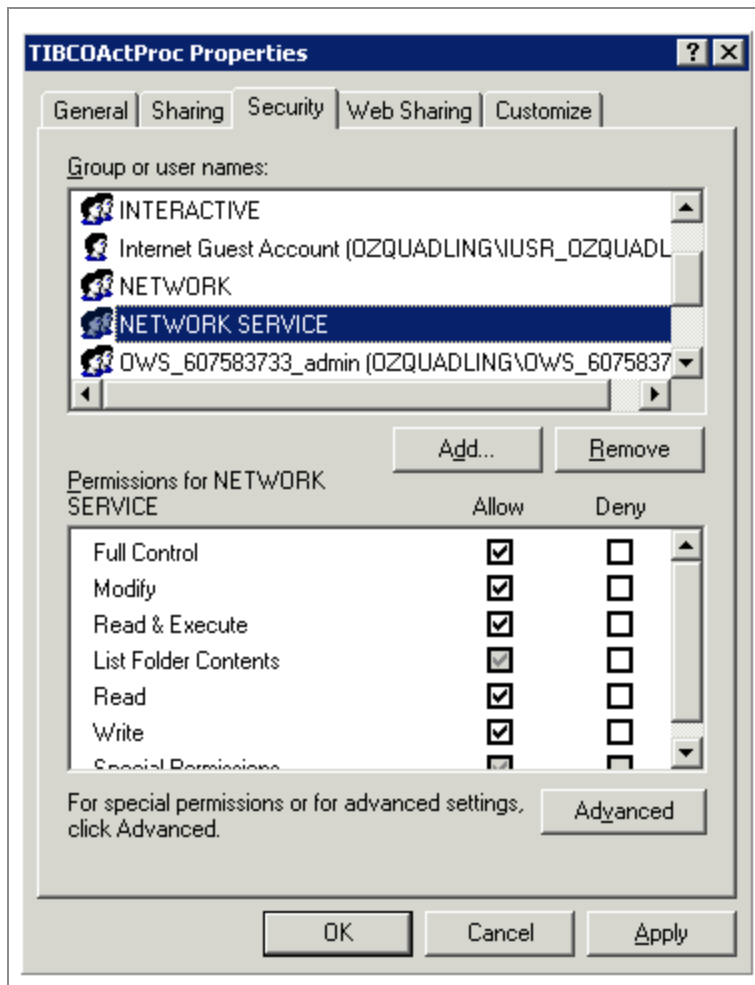 TIBCOActProc Properties
General Sharing Security Web Sharing Customize
Group or user names:
INTERACTIVE
Internet Guest Account (OZQUADLING\IUSR_OZQUADL
NETWORK
NETWORK SERVICE
OWS_607583733_admin (OZQUADLING\OWS_6075837
Add... Remove
Permissions for NETWORK
SERVICE Allow Deny
Full Control
Modify
Read & Execute
List Folder Contents
Read
Write
Special Permissions
For special permissions or for advanced settings,
click Advanced.
Advanced
OK Cancel Apply